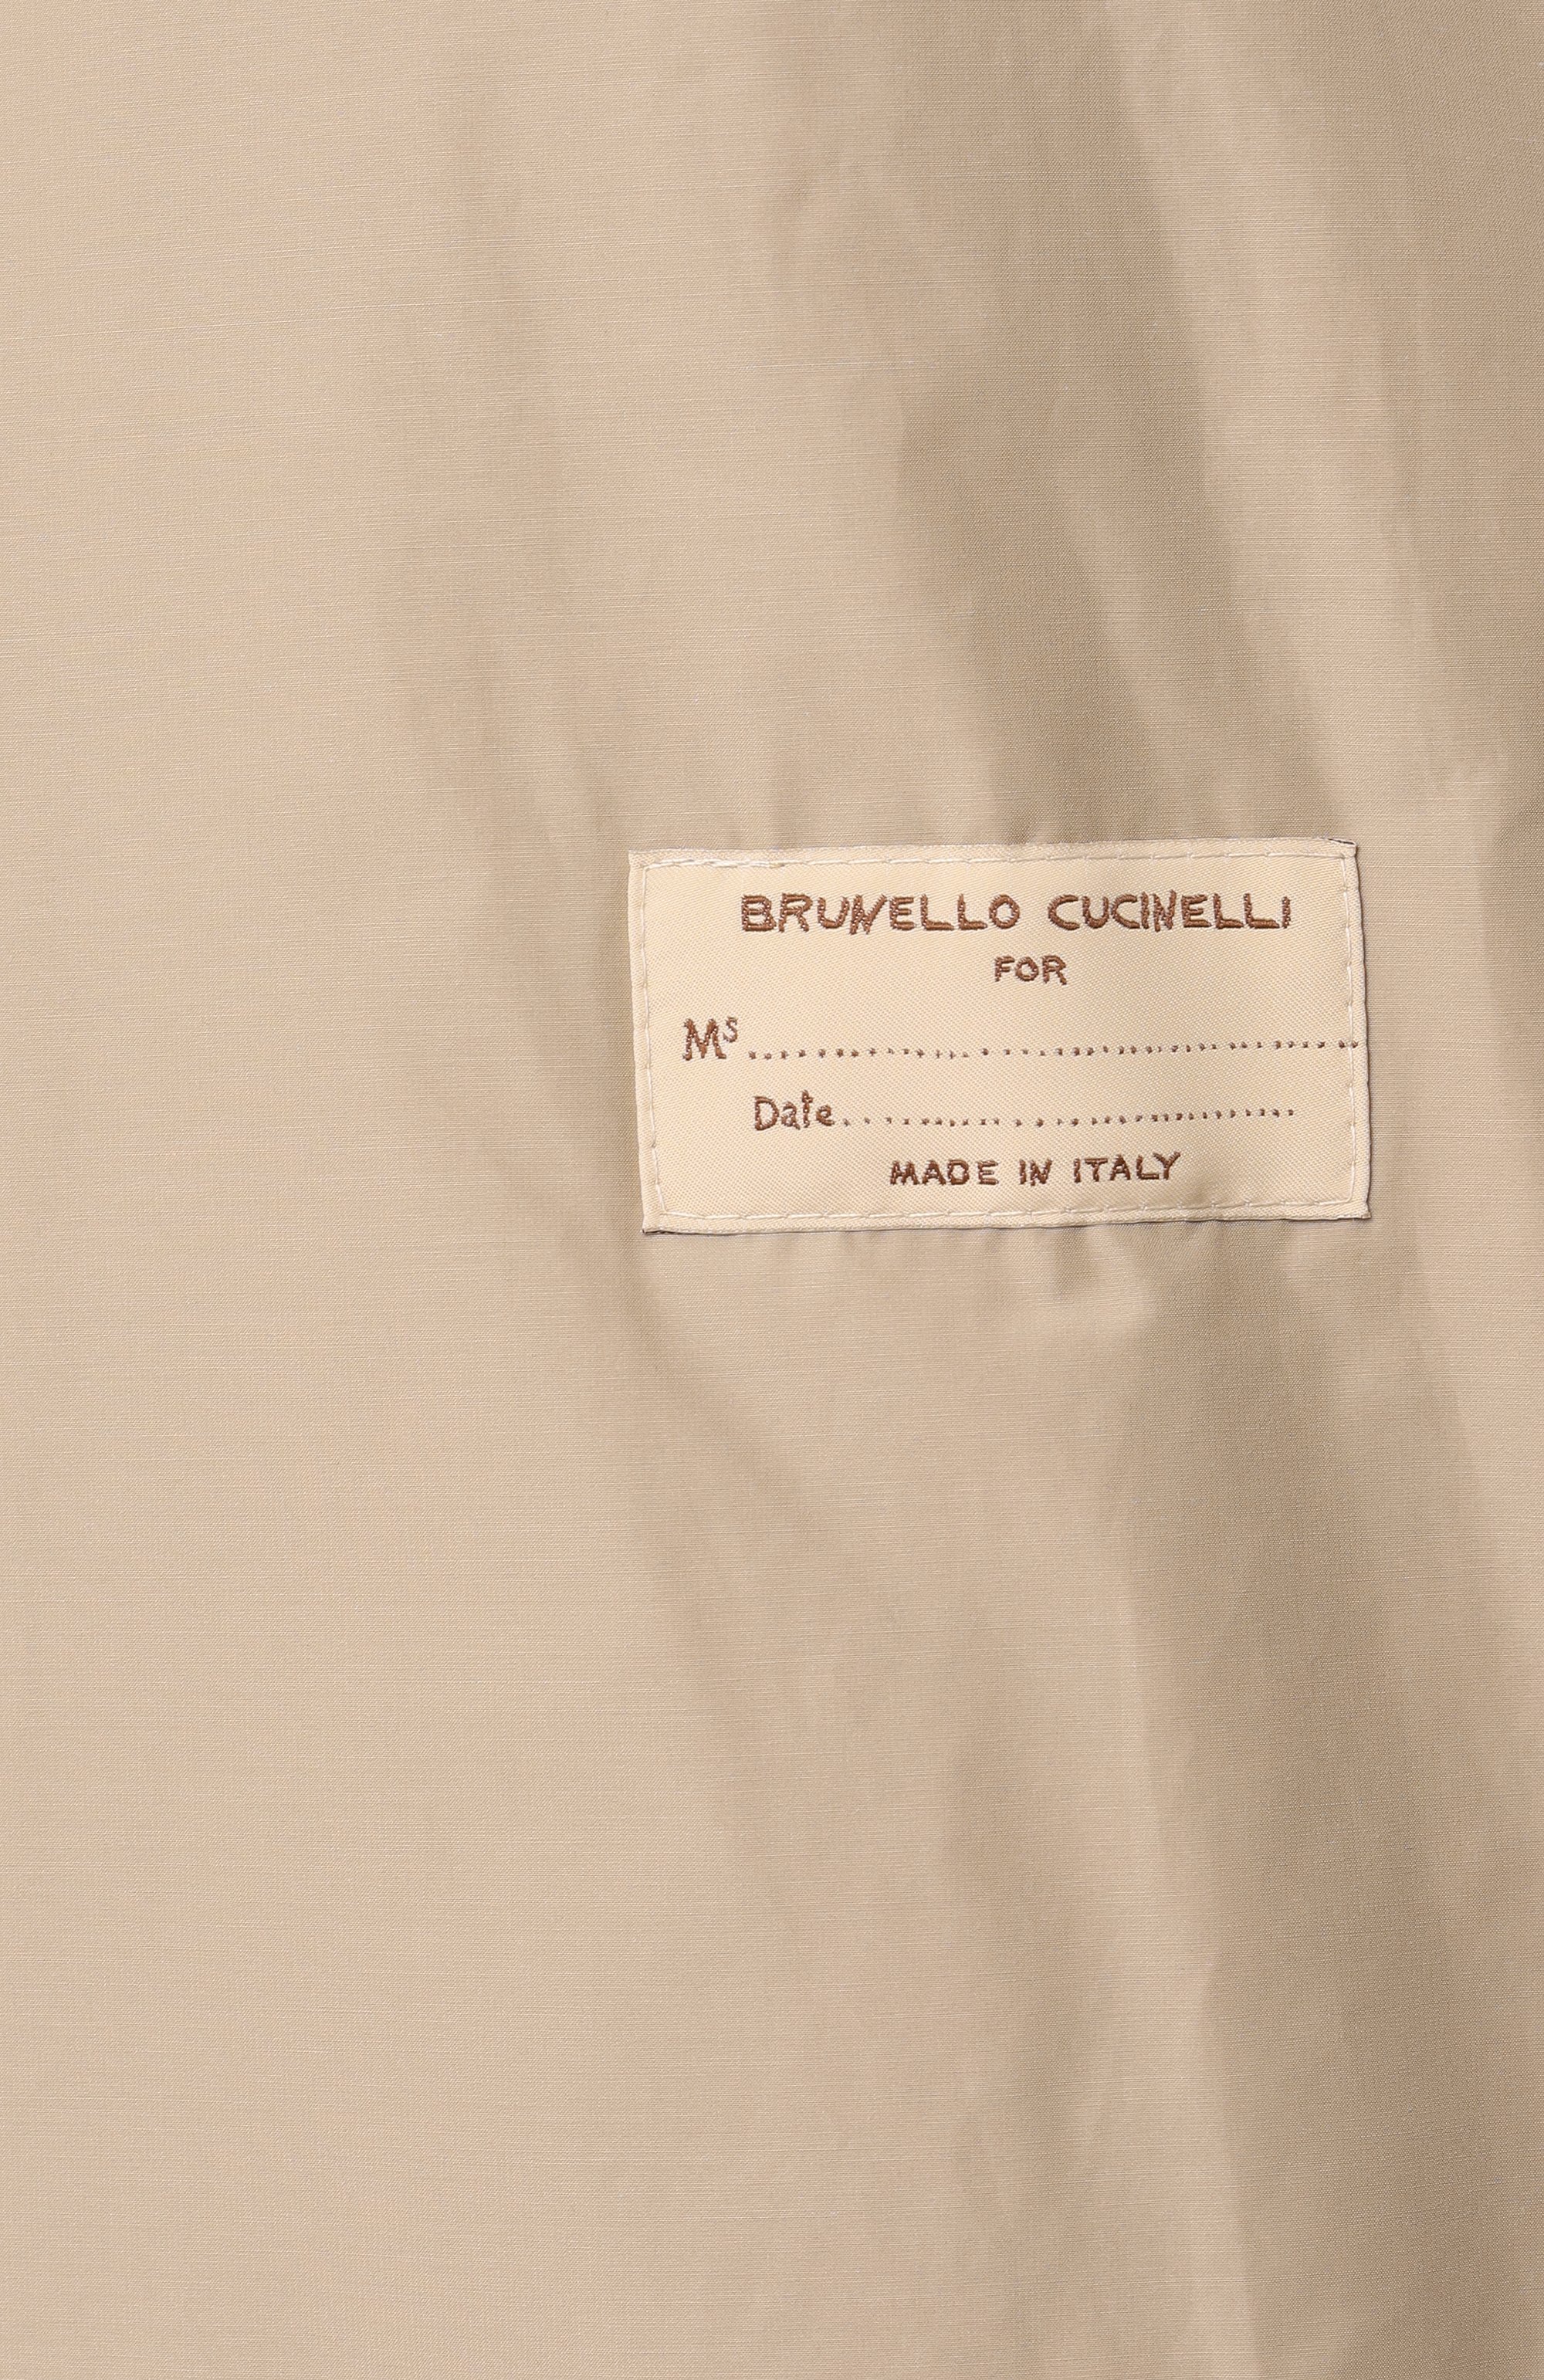 BRUNELLO CUCINELLI
FOR
Ms.......................................
Date..............................
MADE IN ITALY